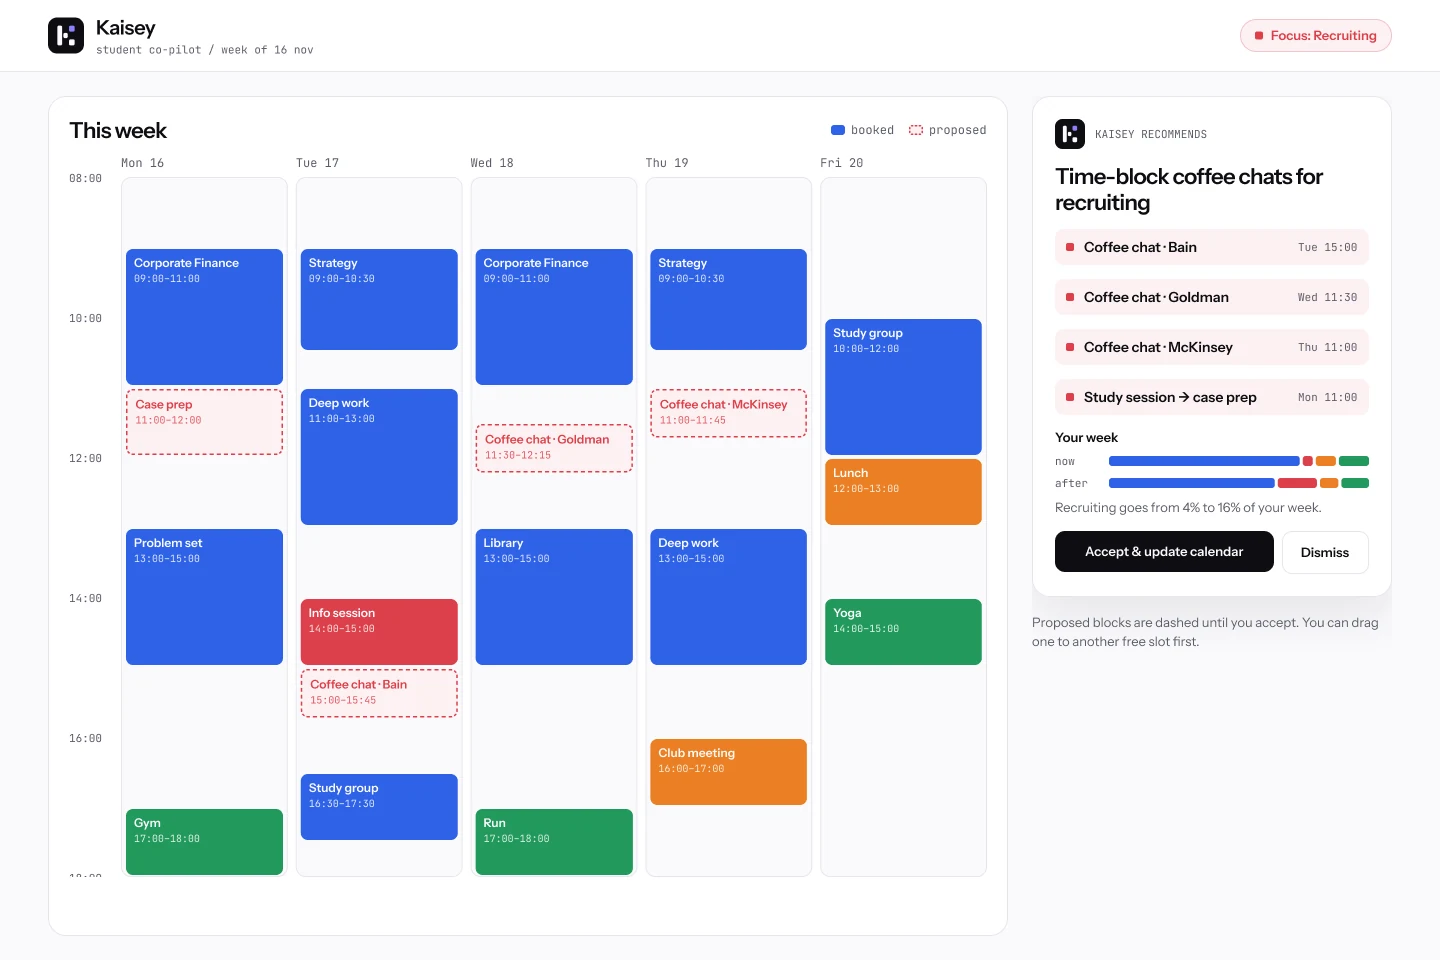 Kaisey
student co-pilot / week of 16 nov
Focus: Recruiting
This week
booked
proposed
Mon 16
Tue 17
Wed 18
Thu 19
Fri 20
08:00
10:00
12:00
14:00
16:00
18:00
Corporate Finance
09:00–11:00
Case prep
11:00–12:00
Problem set
13:00–15:00
Gym
17:00–18:00
Strategy
09:00–10:30
Deep work
11:00–13:00
Info session
14:00–15:00
Coffee chat · Bain
15:00–15:45
Study group
16:30–17:30
Corporate Finance
09:00–11:00
Coffee chat · Goldman
11:30–12:15
Library
13:00–15:00
Run
17:00–18:00
Strategy
09:00–10:30
Coffee chat · McKinsey
11:00–11:45
Deep work
13:00–15:00
Club meeting
16:00–17:00
Study group
10:00–12:00
Lunch
12:00–13:00
Yoga
14:00–15:00
KAISEY RECOMMENDS
Time-block coffee chats for
recruiting
Coffee chat · Bain Tue 15:00
Coffee chat · Goldman Wed 11:30
Coffee chat · McKinsey Thu 11:00
Study session → case prep Mon 11:00
Your week
now
after
Recruiting goes from 4% to 16% of your week.
Accept & update calendar
Dismiss
Proposed blocks are dashed until you accept. You can drag
one to another free slot first.